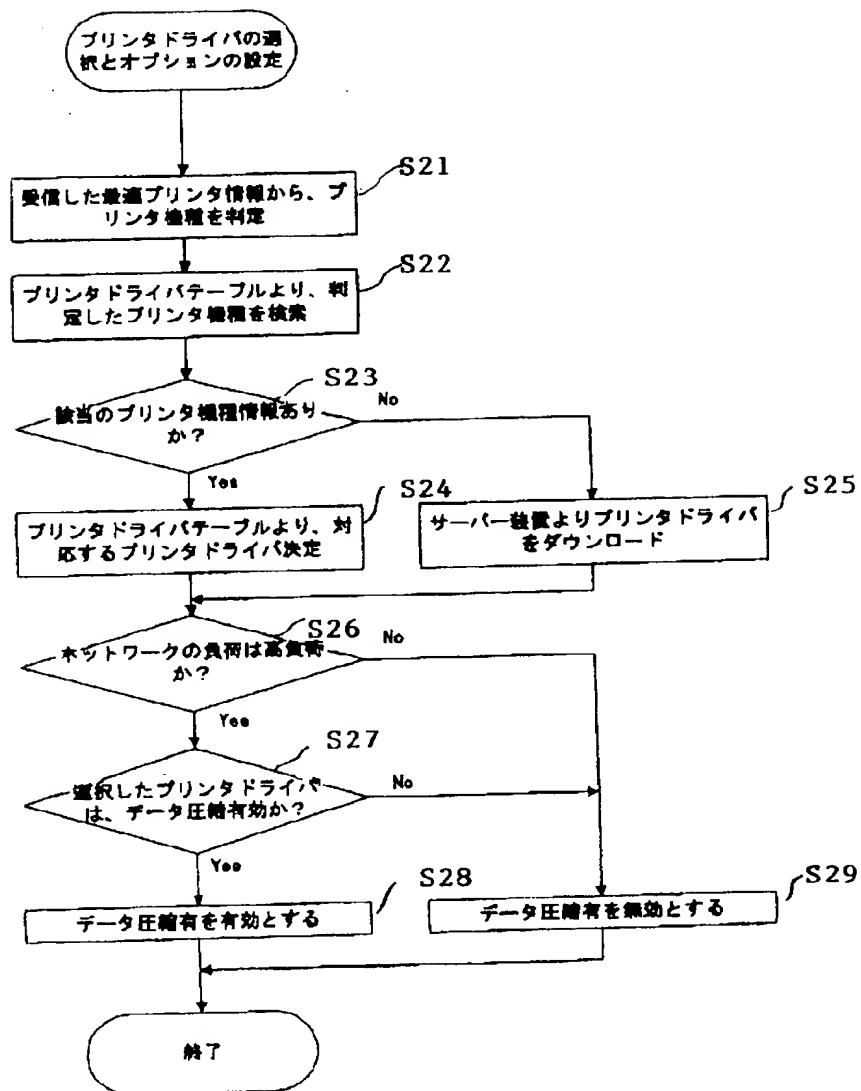 プリンタドライバの選
択とオプションの設定
S21
受信した最適プリンタ情報から、プ
リンタ機種を判定
S22
プリンタドライバテーブルより、判
定したプリンタ機種を検索
S23
該当のプリンタ機種情報あり
か?
No
Yes
S24
プリンタドライバテーブルより、対
応するプリンタドライバ決定
S25
サーバー装置よりプリンタドライバ
をダウンロード
S26
ネットワークの負荷は高負荷
か?
No
Yes
S27
選択したプリンタドライバ
は、データ圧縮有効か?
No
Yes
S28
データ圧縮有を有効とする
S29
データ圧縮有を無効とする
終了